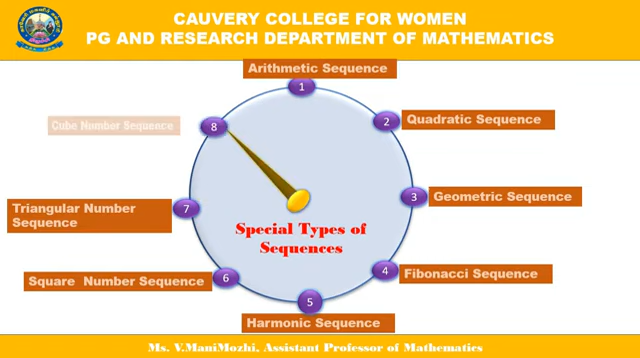 CAUVERY COLLEGE FOR WOMEN
PG AND RESEARCH DEPARTMENT OF MATHEMATICS
Arithmetic Sequence
1
2
Quadratic Sequence
3
Geometric Sequence
4
Fibonacci Sequence
5
Harmonic Sequence
6
Square Number Sequence
7
Triangular Number
Sequence
8
Cube Number Sequence
Special Types of
Sequences
Ms. V.ManiMozhi, Assistant Professor of Mathematics